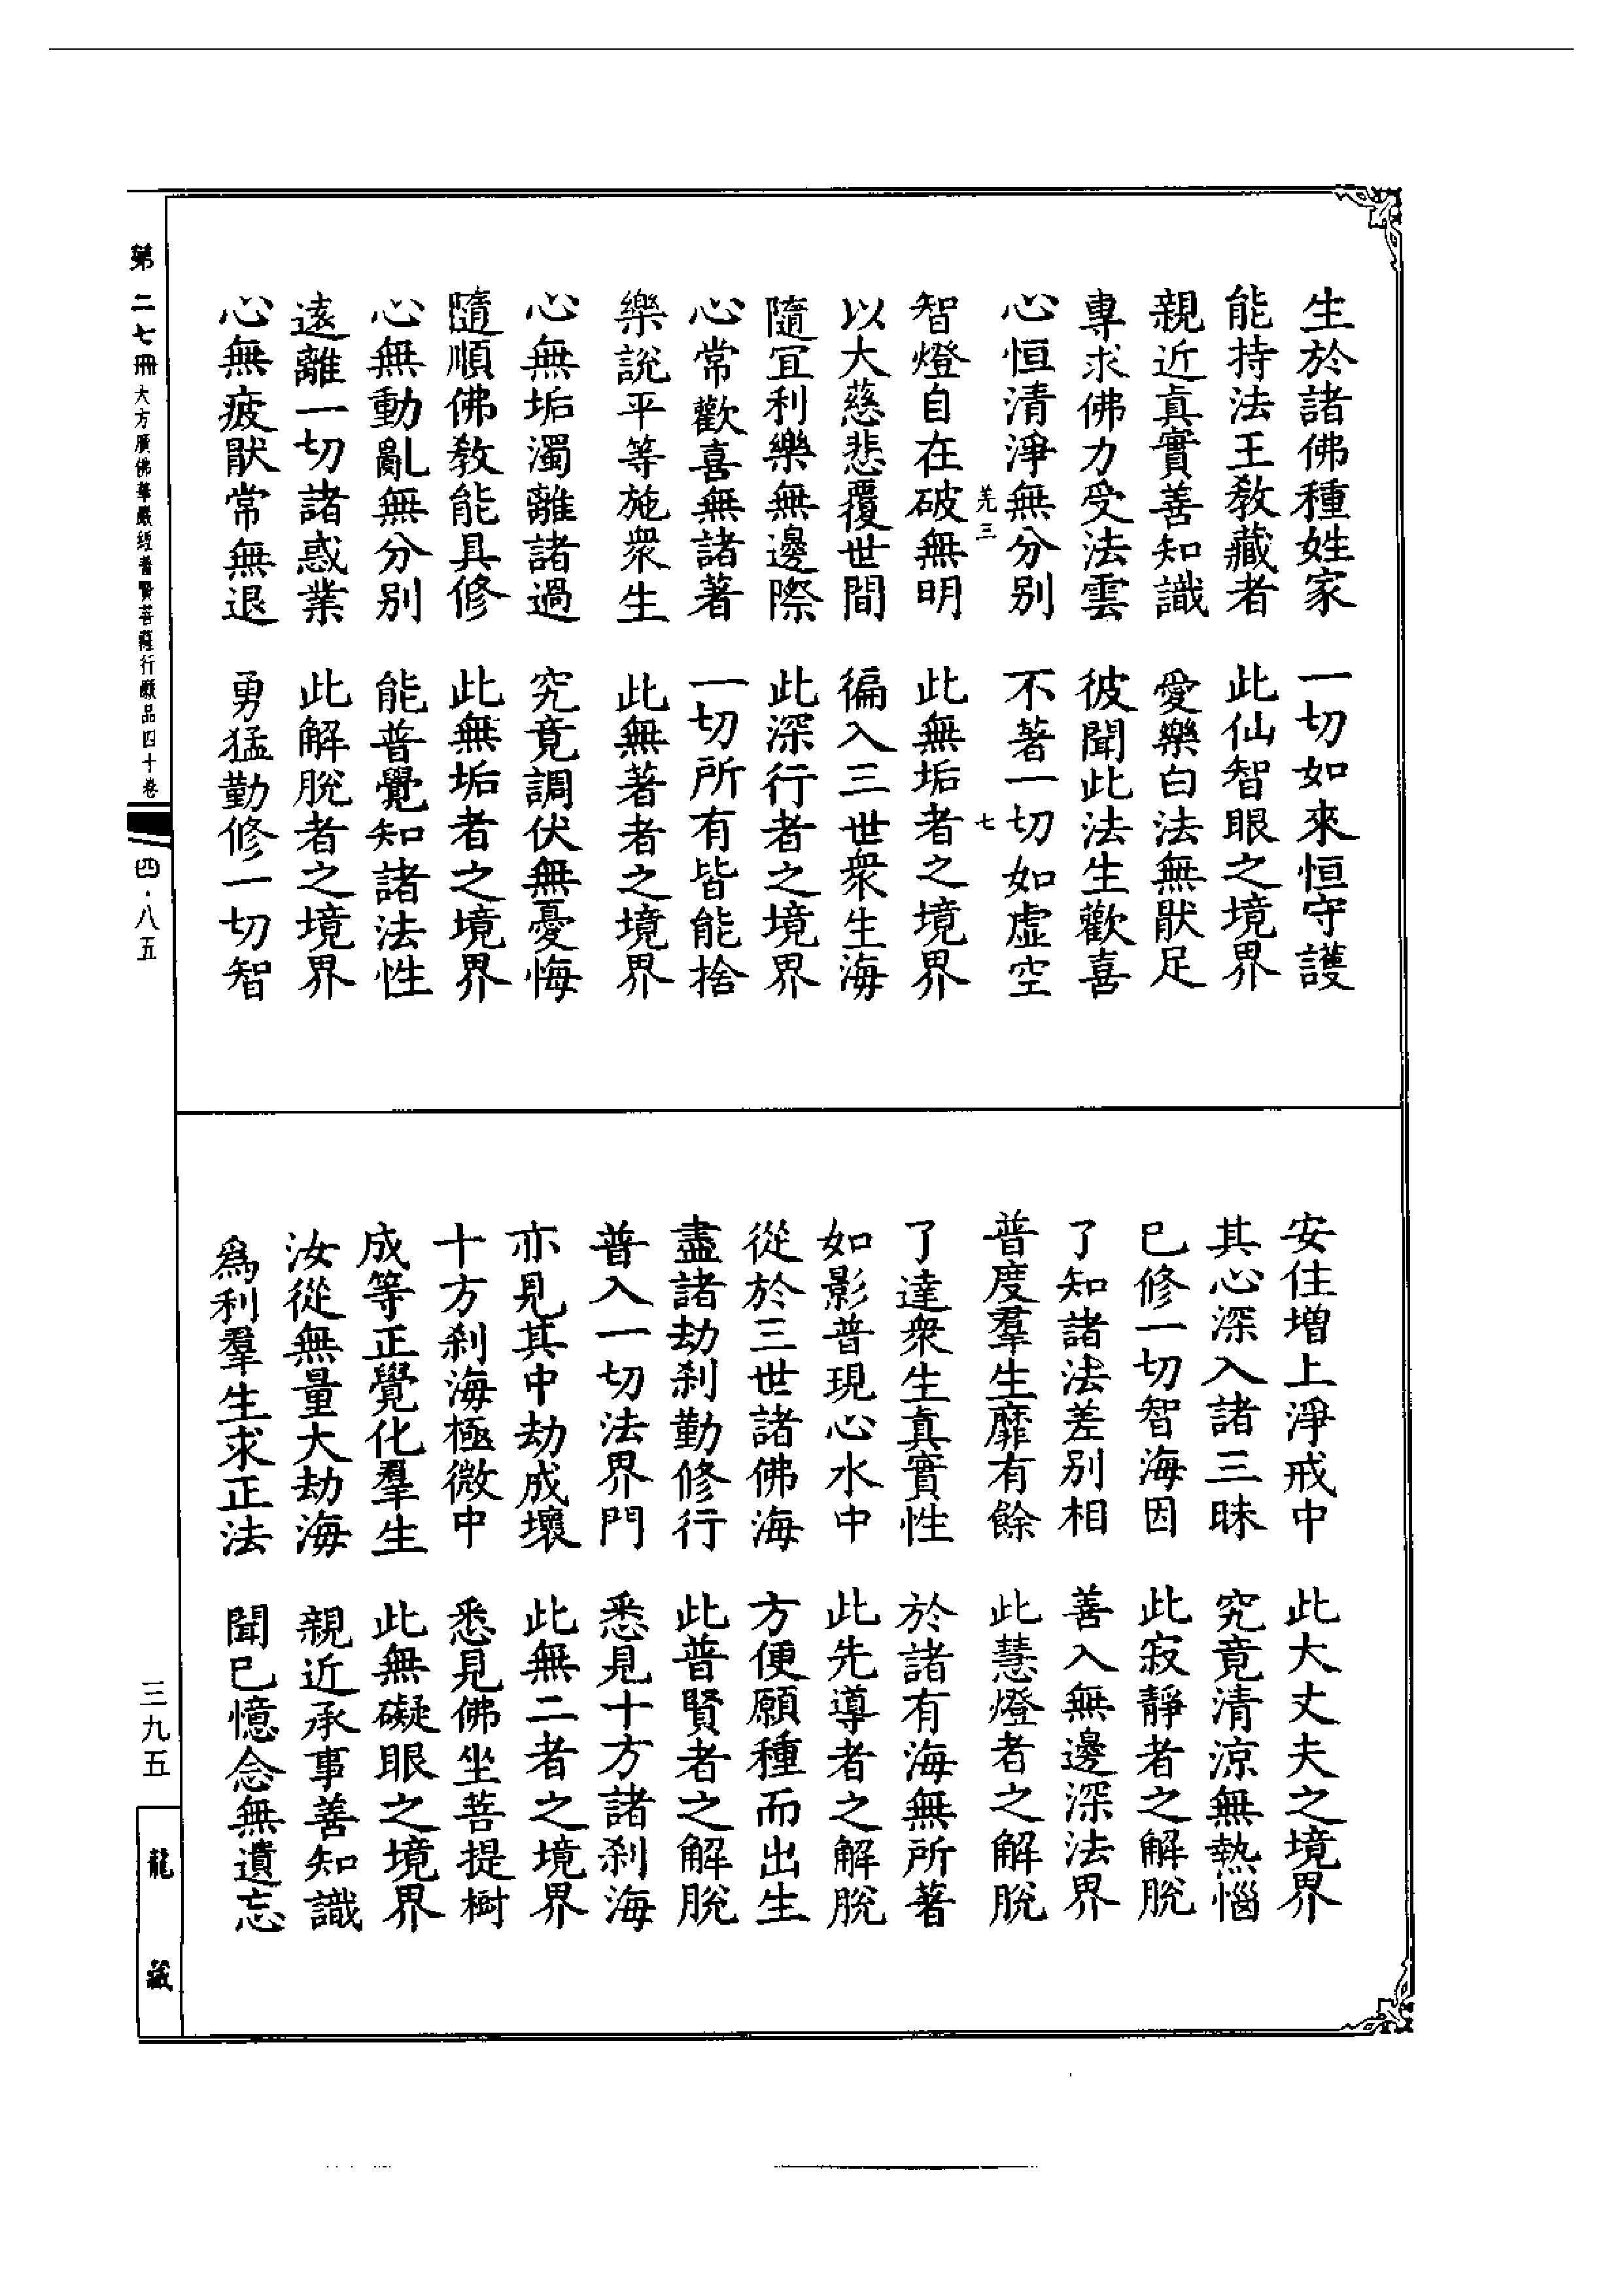 生於諸佛種姓家　一切如來恒守護
能持法王敎藏者　此仙智眼之境界
親近真實善知識　愛樂白法無猒足
專求佛力受法雲　彼聞此法生歡喜
心恒清淨無分別　不著一切如虛空
羌三　七
智燈自在破無明　此無垢者之境界
以大慈悲覆世間　徧入三世衆生海
隨宜利樂無邊際　此深行者之境界
心常歡喜無諸著　一切所有皆能捨
樂說平等施衆生　此無著者之境界
心無垢濁離諸過　究竟調伏無憂悔
隨順佛敎能具修　此無垢者之境界
心無動亂無分別　能普覺知諸法性
遠離一切諸惑業　此解脫者之境界
心無疲猒常無退　勇猛勤修一切智
安住增上淨戒中　此大丈夫之境界
其心深入諸三昧　究竟清涼無熱惱
已修一切智海因　此寂靜者之解脫
了知諸法差別相　善入無邊深法界
普度羣生靡有餘　此慧燈者之解脫
了達衆生真實性　於諸有海無所著
如影普現心水中　此先導者之解脫
從於三世諸佛海　方便願種而出生
盡諸劫刹勤修行　此普賢者之解脫
普入一切法界門　悉見十方諸刹海
亦見其中劫成壞　此無二者之境界
十方刹海極微中　悉見佛坐菩提樹
成等正覺化羣生　此無礙眼之境界
汝從無量大劫海　親近承事善知識
爲利羣生求正法　聞已憶念無遺忘
第二七冊　大方廣佛華嚴經普賢菩薩行願品四十卷　四・八五
三九五
龍藏